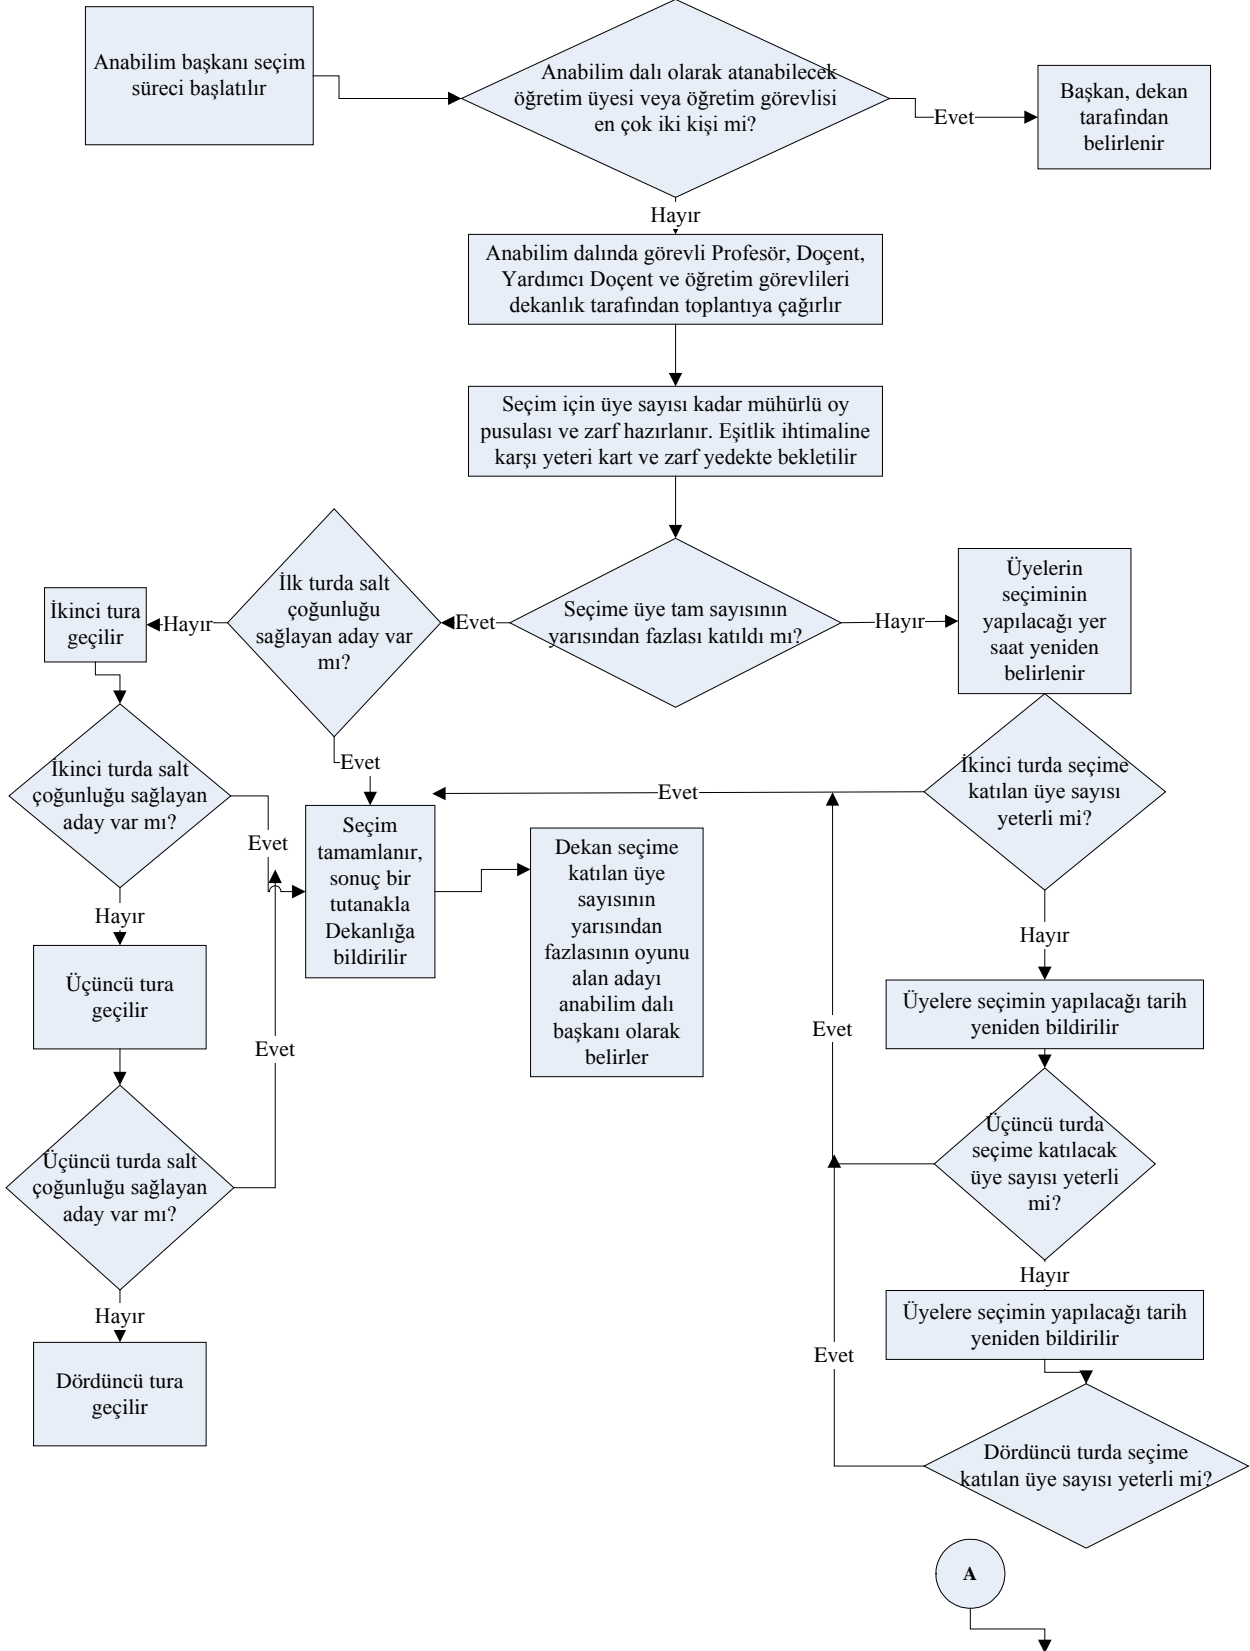 Anabilim başkanı seçim
süreci başlatılır
Anabilim dalı olarak atanabilecek
öğretim üyesi veya öğretim görevlisi
en çok iki kişi mi?
Evet
Başkan, dekan
tarafından
belirlenir
Hayır
Anabilim dalında görevli Profesör, Doçent,
Yardımcı Doçent ve öğretim görevlileri
dekanlık tarafından toplantıya çağırlır
Seçim için üye sayısı kadar mühürlü oy
pusulası ve zarf hazırlanır. Eşitlik ihtimaline
karşı yeteri kart ve zarf yedekte bekletilir
Seçime üye tam sayısının
yarısından fazlası katıldı mı?
Evet
Hayır
İlk turda salt
çoğunluğu
sağlayan aday var
mı?
Hayır
İkinci tura
geçilir
Üyelerin
seçiminin
yapılacağı yer
saat yeniden
belirlenir
Evet
İkinci turda salt
çoğunluğu sağlayan
aday var mı?
Evet
Hayır
Seçim
tamamlanır,
sonuç bir
tutanakla
Dekanlığa
bildirilir
Dekan seçime
katılan üye
sayısının
yarısından
fazlasının oyunu
alan adayı
anabilim dalı
başkanı olarak
belirler
İkinci turda seçime
katılan üye sayısı
yeterli mi?
Evet
Hayır
Üçüncü tura
geçilir
Üyelere seçimin yapılacağı tarih
yeniden bildirilir
Evet
Evet
Üçüncü turda salt
çoğunluğu sağlayan
aday var mı?
Hayır
Üçüncü turda
seçime katılacak
üye sayısı yeterli
mi?
Hayır
Dördüncü tura
geçilir
Üyelere seçimin yapılacağı tarih
yeniden bildirilir
Evet
Dördüncü turda seçime
katılan üye sayısı yeterli mi?
A